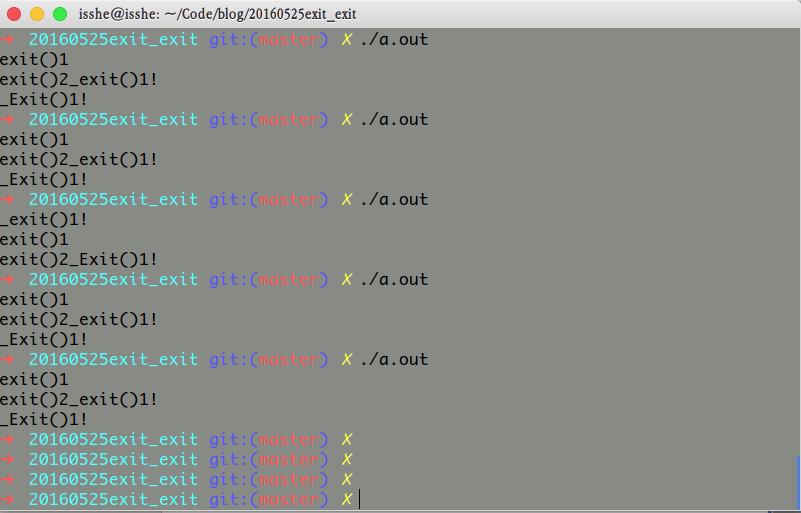 isshe@isshe: ~/Code/blog/20160525exit_exit
➜ 20160525exit_exit git:(master) ✗ ./a.out
exit()1
exit()2_exit()1!
_Exit()1!
➜ 20160525exit_exit git:(master) ✗ ./a.out
exit()1
exit()2_exit()1!
_Exit()1!
➜ 20160525exit_exit git:(master) ✗ ./a.out
_exit()1!
exit()1
exit()2_Exit()1!
➜ 20160525exit_exit git:(master) ✗ ./a.out
exit()1
exit()2_exit()1!
_Exit()1!
➜ 20160525exit_exit git:(master) ✗ ./a.out
exit()1
exit()2_exit()1!
_Exit()1!
➜ 20160525exit_exit git:(master) ✗
➜ 20160525exit_exit git:(master) ✗
➜ 20160525exit_exit git:(master) ✗
➜ 20160525exit_exit git:(master) ✗